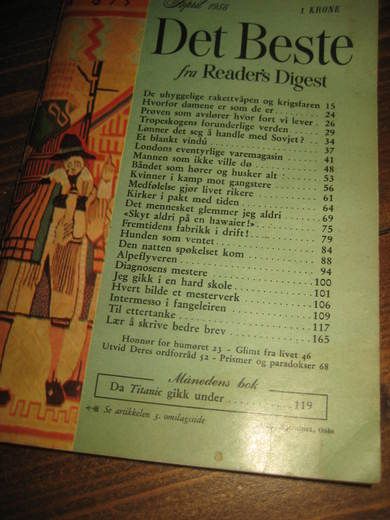 April 1958
1 KRONE
Det Beste
fra Reader's Digest
De uhyggelige rakettvåpen og krigsfaren 15
Hvorfor damene er som de er 24
Prøven som avslører hvor fort vi lever 26
Tropeskogens forunderlige verden 29
Lønner det seg å handle med Sovjet? 34
Et blankt vindu 37
Londons eventyrlige varemagasin 41
Mannen som ikke ville dø 48
Båndet som hører og husker alt 53
Kvinner i kamp mot gangstere 56
Medfølelse gjør livet rikere 61
Kirker i pakt med tiden 64
Det mennesket glemmer jeg aldri 69
«Skyt aldri på en hawaier!» 75
Fremtidens fabrikk i drift! 79
Hunden som ventet 84
Den natten spøkelset kom 88
Alpeflyveren 94
Diagnosens mestere 100
Jeg gikk i en hard skole 101
Hvert bilde et mesterverk 106
Intermesso i fangeleiren 109
Til ettertanke 117
Lær å skrive bedre brev 165
Honnør for humøret 23 - Glimt fra livet 46
Utvid Deres ordforråd 52 - Prismer og paradokser 68
Månedens bok
Da Titanic gikk under 119
Se artikkelen 3. omslagsside
Oslo